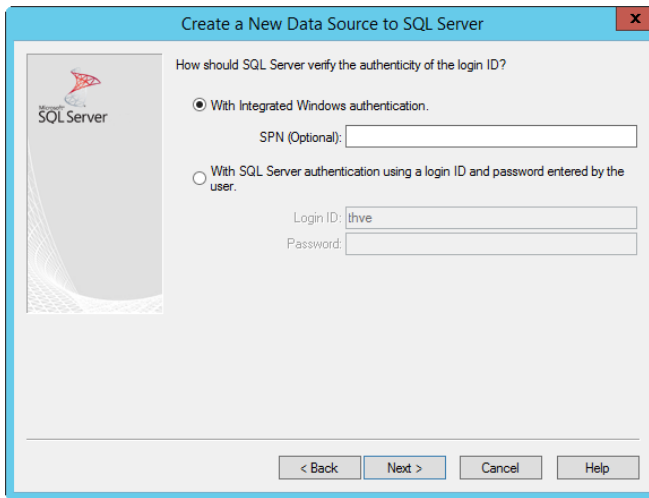 Create a New Data Source to SQL Server
x
Microsoft
SQL Server
How should SQL Server verify the authenticity of the login ID?
With Integrated Windows authentication.
SPN (Optional):
With SQL Server authentication using a login ID and password entered by the
user.
Login ID: thve
Password:
< Back Next > Cancel Help